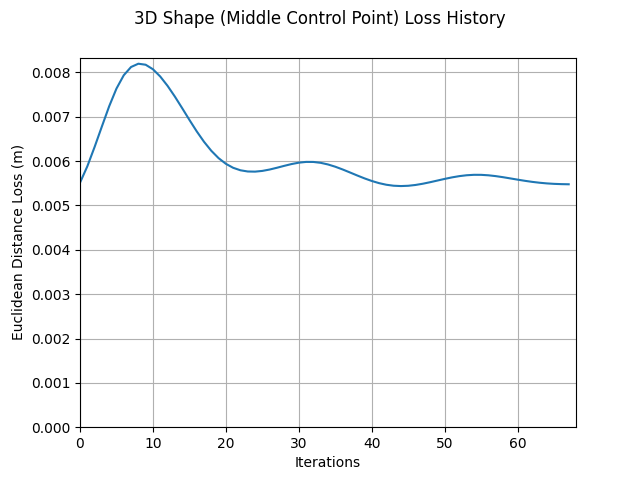 3D Shape (Middle Control Point) Loss History
Euclidean Distance Loss (m)
0.008
0.007
0.006
0.005
0.004
0.003
0.002
0.001
0.000
0 10 20 30 40 50 60
Iterations